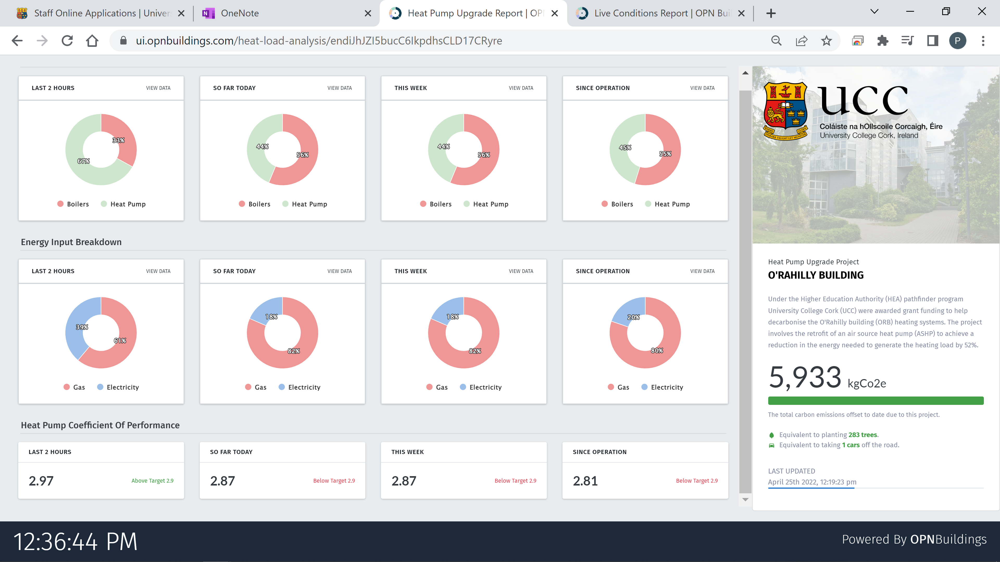 Staff Online Applications | Univer
OneNote
Heat Pump Upgrade Report | OP
Live Conditions Report | OPN Bui
ui.opnbuildings.com/heat-load-analysis/endiJhJZI5bucC6IkpdhsCLD17CRyre
P
LAST 2 HOURS VIEW DATA
33%
67%
Boilers Heat Pump
SO FAR TODAY VIEW DATA
44%
56%
Boilers Heat Pump
THIS WEEK VIEW DATA
44%
56%
Boilers Heat Pump
SINCE OPERATION VIEW DATA
45%
55%
Boilers Heat Pump
Energy Input Breakdown
LAST 2 HOURS VIEW DATA
39%
61%
Gas Electricity
SO FAR TODAY VIEW DATA
18%
82%
Gas Electricity
THIS WEEK VIEW DATA
18%
82%
Gas Electricity
SINCE OPERATION VIEW DATA
20%
80%
Gas Electricity
Heat Pump Coefficient Of Performance
LAST 2 HOURS
2.97 Above Target 2.9
SO FAR TODAY
2.87 Below Target 2.9
THIS WEEK
2.87 Below Target 2.9
SINCE OPERATION
2.81 Below Target 2.9
UCC
Coláiste na hOllscoile Corcaigh, Éire
University College Cork, Ireland
WHERE FINBARR TAUGHT LET MUNSTER LEARN
Heat Pump Upgrade Project
O'RAHILLY BUILDING
Under the Higher Education Authority (HEA) pathfinder program
University College Cork (UCC) were awarded grant funding to help
decarbonise the O'Rahilly building (ORB) heating systems. The project
involves the retrofit of an air source heat pump (ASHP) to achieve a
reduction in the energy needed to generate the heating load by 52%.
5,933 kgCo2e
The total carbon emissions offset to date due to this project.
Equivalent to planting 283 trees.
Equivalent to taking 1 cars off the road.
LAST UPDATED
April 25th 2022, 12:19:23 pm
12:36:44 PM
Powered By OPNBuildings